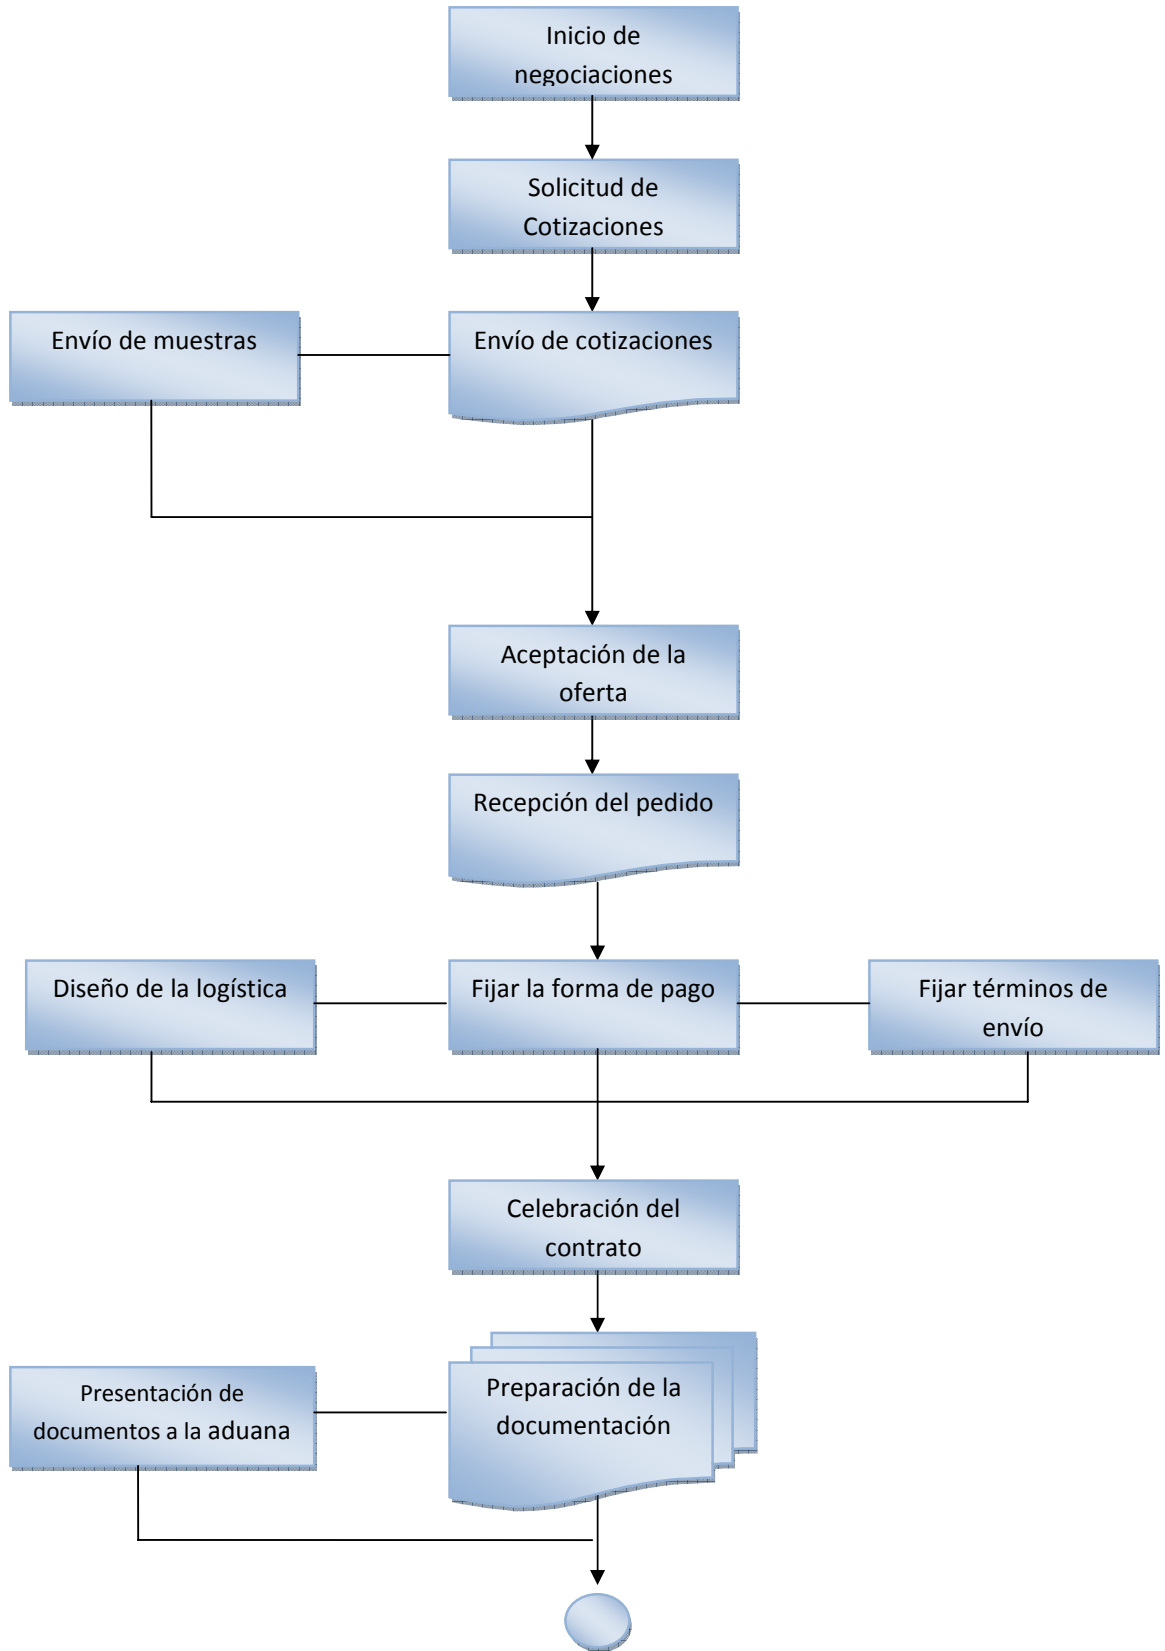 Inicio de
negociaciones
Solicitud de
Cotizaciones
Envío de muestras
Envío de cotizaciones
Aceptación de la
oferta
Recepción del pedido
Diseño de la logística
Fijar la forma de pago
Fijar términos de
envío
Celebración del
contrato
Presentación de
documentos a la aduana
Preparación de la
documentación